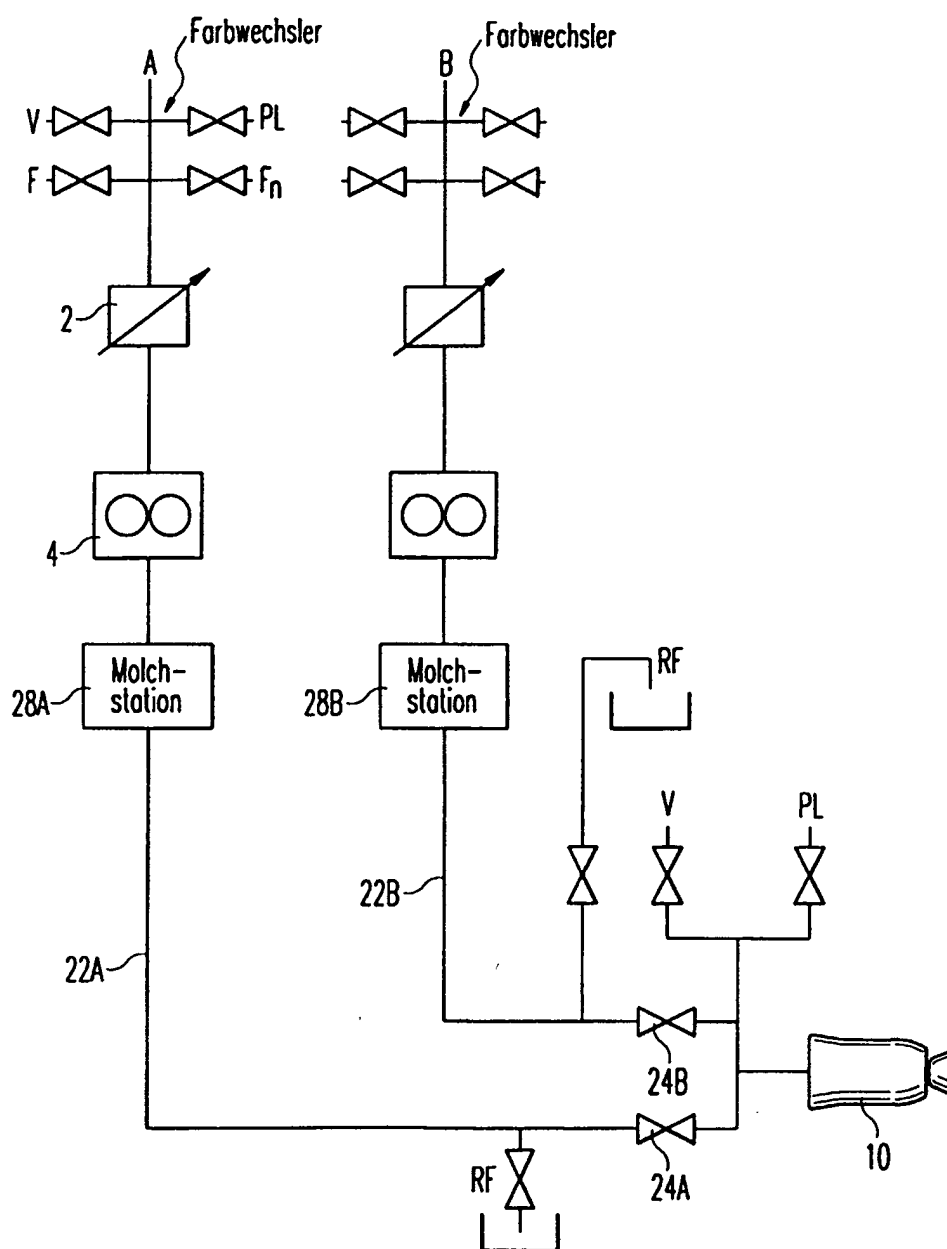 Farbwechsler
Farbwechsler
A
B
V
PL
F
Fn
2
4
Molch-
station
28A
Molch-
station
28B
RF
V
PL
22B
22A
24B
10
24A
RF